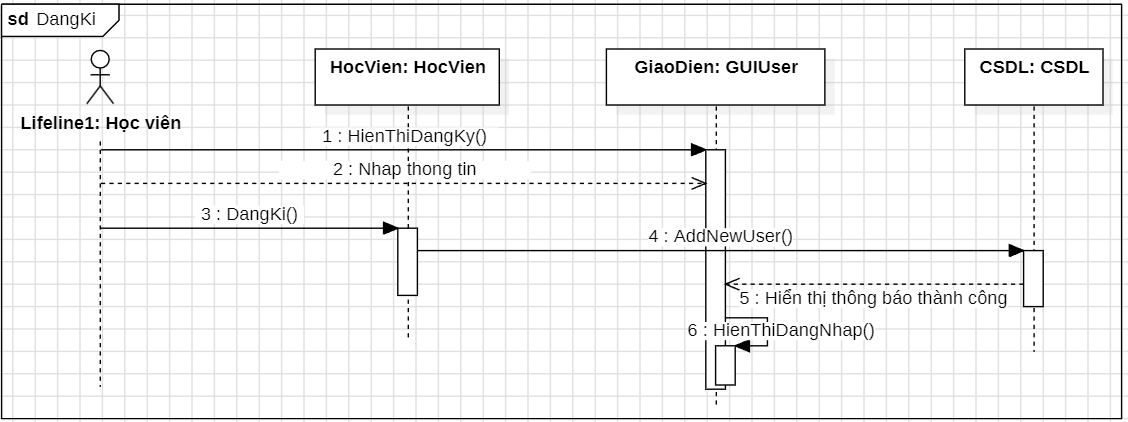 sd DangKi
HocVien: HocVien
GiaoDien: GUIUser
CSDL: CSDL
Lifeline1: Học viên
1 : HienThiDangKy()
2 : Nhap thong tin
3 : DangKi()
4 : AddNewUser()
5 : Hiển thị thông báo thành công
6 : HienThiDangNhap()